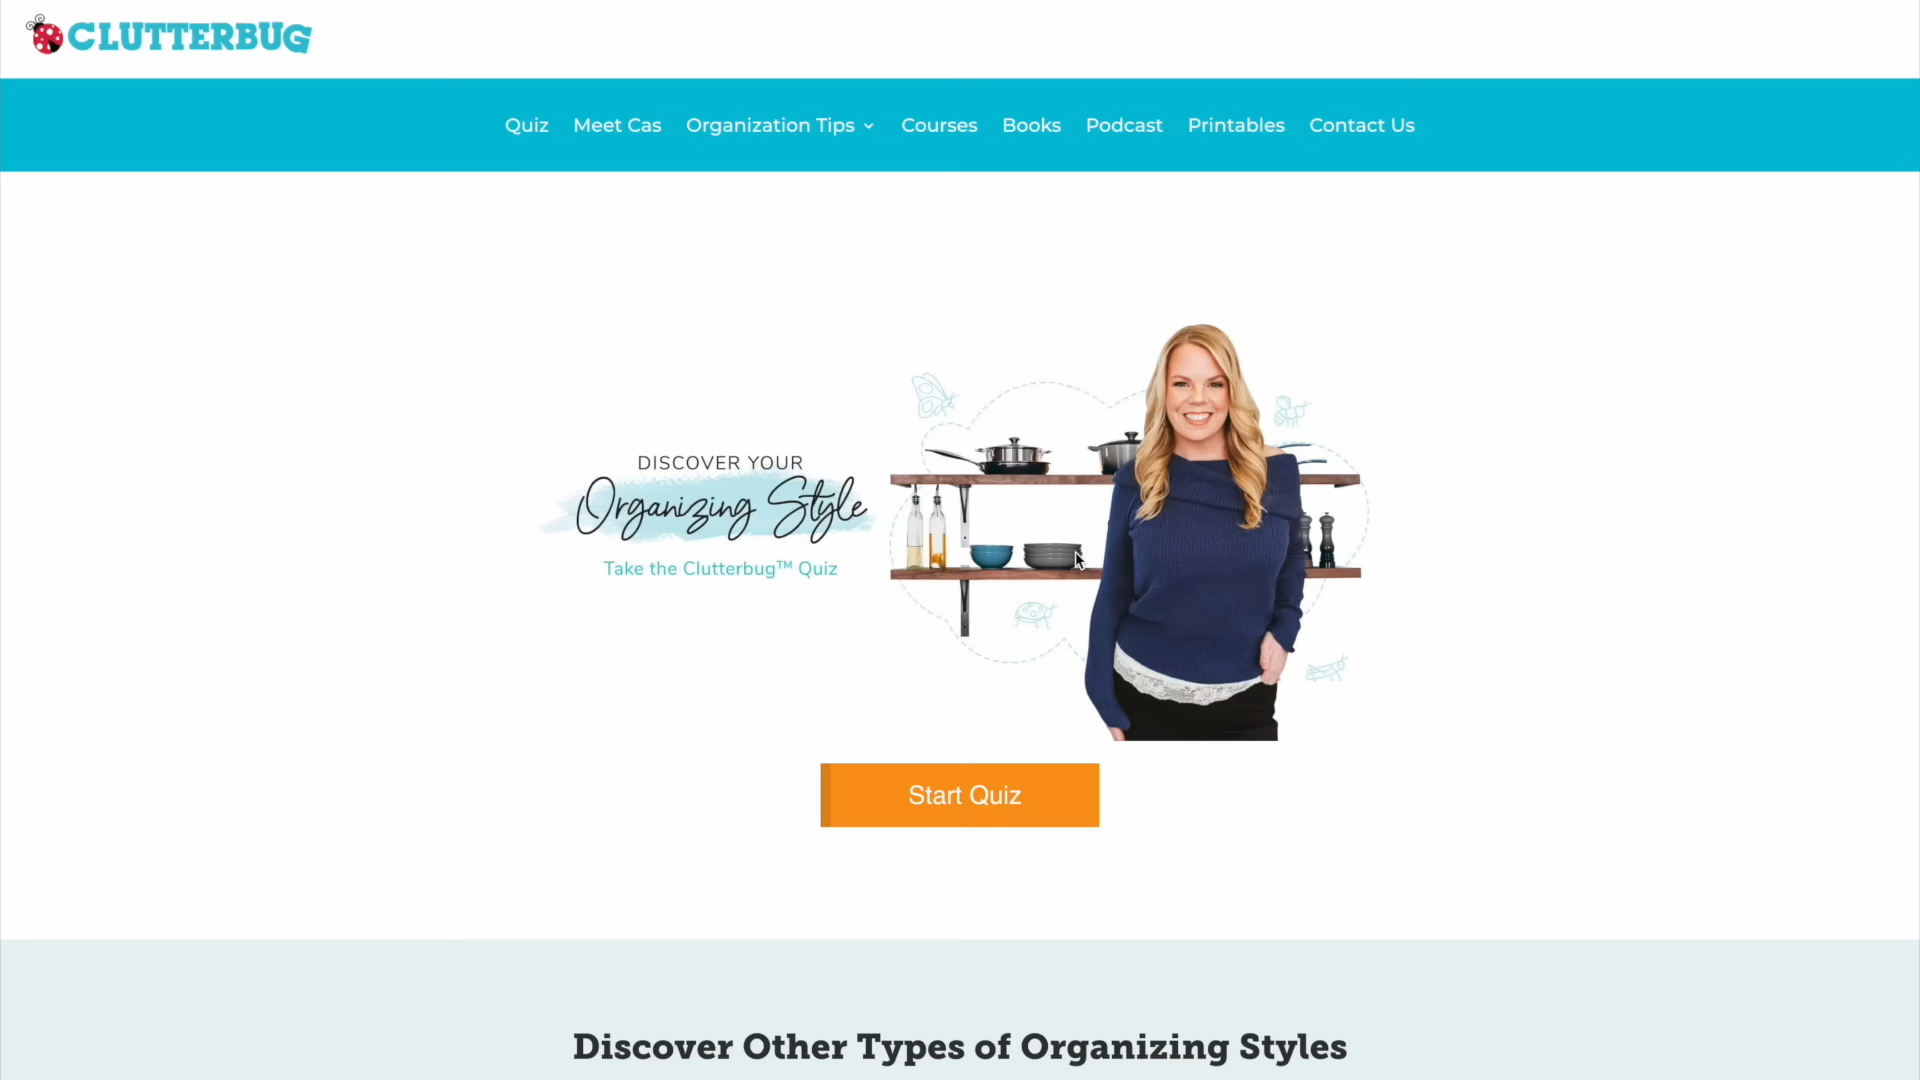 CLUTTERBUG
Quiz Meet Cas Organization Tips Courses Books Podcast Printables Contact Us
DISCOVER YOUR
Organizing Style
Take the Clutterbug™ Quiz
Start Quiz
Discover Other Types of Organizing Styles